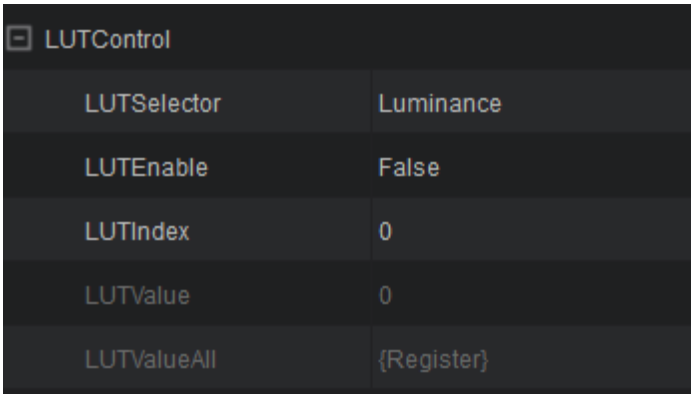 LUTControl
LUTSelector Luminance
LUTEnable False
LUTIndex 0
LUTValue 0
LUTValueAll {Register}